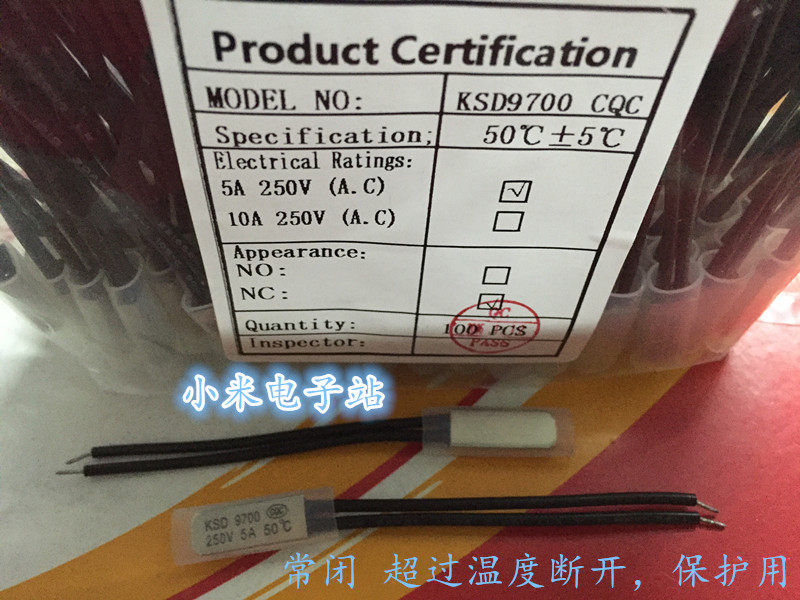 Product Certification
MODEL NO: KSD9700 CQC
Specification; 50℃±5℃
Electrical Ratings:
5A 250V (A.C) √
10A 250V (A.C)
Appearance:
NO:
NC: √
QC
Quantity: 100 PCS
Inspector: PASS
小米电子站
KSD 9700 CQC
250V 5A 50℃
常闭 超过温度断开，保护用